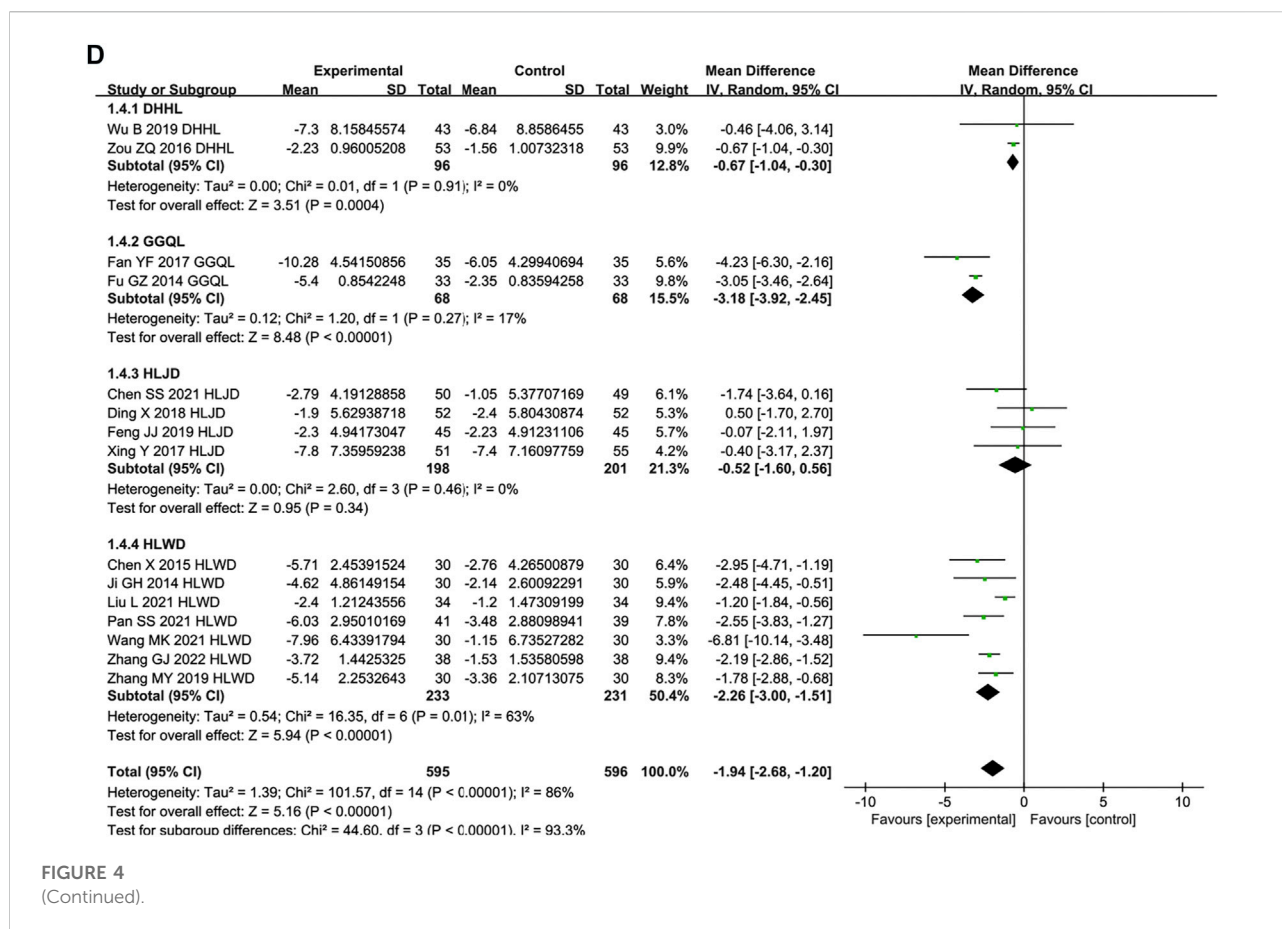 D
Experimental Control Mean Difference Mean Difference
Study or Subgroup Mean SD Total Mean SD Total Weight IV, Random, 95% CI IV, Random, 95% CI
1.4.1 DHHL
Wu B 2019 DHHL -7.3 8.15845574 43 -6.84 8.8586455 43 3.0% -0.46 [-4.06, 3.14]
Zou ZQ 2016 DHHL -2.23 0.96005208 53 -1.56 1.00732318 53 9.9% -0.67 [-1.04, -0.30]
Subtotal (95% CI) 96 96 12.8% -0.67 [-1.04, -0.30]
Heterogeneity: Tau² = 0.00; Chi² = 0.01, df = 1 (P = 0.91); I² = 0%
Test for overall effect: Z = 3.51 (P = 0.0004)
1.4.2 GGQL
Fan YF 2017 GGQL -10.28 4.54150856 35 -6.05 4.29940694 35 5.6% -4.23 [-6.30, -2.16]
Fu GZ 2014 GGQL -5.4 0.8542248 33 -2.35 0.83594258 33 9.8% -3.05 [-3.46, -2.64]
Subtotal (95% CI) 68 68 15.5% -3.18 [-3.92, -2.45]
Heterogeneity: Tau² = 0.12; Chi² = 1.20, df = 1 (P = 0.27); I² = 17%
Test for overall effect: Z = 8.48 (P < 0.00001)
1.4.3 HLJD
Chen SS 2021 HLJD -2.79 4.19128858 50 -1.05 5.37707169 49 6.1% -1.74 [-3.64, 0.16]
Ding X 2018 HLJD -1.9 5.62938718 52 -2.4 5.80430874 52 5.3% 0.50 [-1.70, 2.70]
Feng JJ 2019 HLJD -2.3 4.94173047 45 -2.23 4.91231106 45 5.7% -0.07 [-2.11, 1.97]
Xing Y 2017 HLJD -7.8 7.35959238 51 -7.4 7.16097759 55 4.2% -0.40 [-3.17, 2.37]
Subtotal (95% CI) 198 201 21.3% -0.52 [-1.60, 0.56]
Heterogeneity: Tau² = 0.00; Chi² = 2.60, df = 3 (P = 0.46); I² = 0%
Test for overall effect: Z = 0.95 (P = 0.34)
1.4.4 HLWD
Chen X 2015 HLWD -5.71 2.45391524 30 -2.76 4.26500879 30 6.4% -2.95 [-4.71, -1.19]
Ji GH 2014 HLWD -4.62 4.86149154 30 -2.14 2.60092291 30 5.9% -2.48 [-4.45, -0.51]
Liu L 2021 HLWD -2.4 1.21243556 34 -1.2 1.47309199 34 9.4% -1.20 [-1.84, -0.56]
Pan SS 2021 HLWD -6.03 2.95010169 41 -3.48 2.88098941 39 7.8% -2.55 [-3.83, -1.27]
Wang MK 2021 HLWD -7.96 6.43391794 30 -1.15 6.73527282 30 3.3% -6.81 [-10.14, -3.48]
Zhang GJ 2022 HLWD -3.72 1.4425325 38 -1.53 1.53580598 38 9.4% -2.19 [-2.86, -1.52]
Zhang MY 2019 HLWD -5.14 2.2532643 30 -3.36 2.10713075 30 8.3% -1.78 [-2.88, -0.68]
Subtotal (95% CI) 233 231 50.4% -2.26 [-3.00, -1.51]
Heterogeneity: Tau² = 0.54; Chi² = 16.35, df = 6 (P = 0.01); I² = 63%
Test for overall effect: Z = 5.94 (P < 0.00001)
Total (95% CI) 595 596 100.0% -1.94 [-2.68, -1.20]
Heterogeneity: Tau² = 1.39; Chi² = 101.57, df = 14 (P < 0.00001); I² = 86%
Test for overall effect: Z = 5.16 (P < 0.00001)
Test for subgroup differences: Chi² = 44.60, df = 3 (P < 0.00001), I² = 93.3%
-10 -5 0 5 10
Favours [experimental] Favours [control]
FIGURE 4
(Continued).